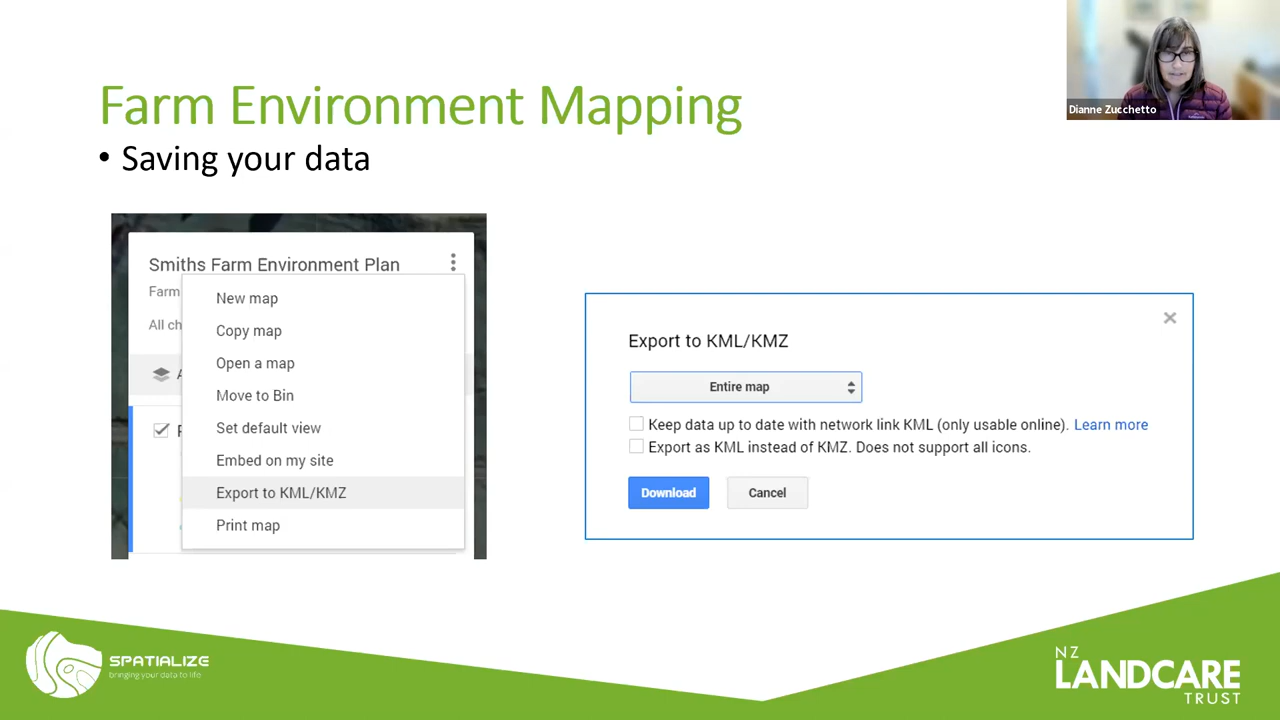 Dianne Zucchetto
Farm Environment Mapping
• Saving your data
Smiths Farm Environment Plan
Farm
All ch
New map
Copy map
Open a map
Move to Bin
Set default view
Embed on my site
Export to KML/KMZ
Print map
Export to KML/KMZ
Entire map
Keep data up to date with network link KML (only usable online). Learn more
Export as KML instead of KMZ. Does not support all icons.
Download Cancel
SPATIALIZE
bringing your data to life
NZ
LANDCARE
TRUST